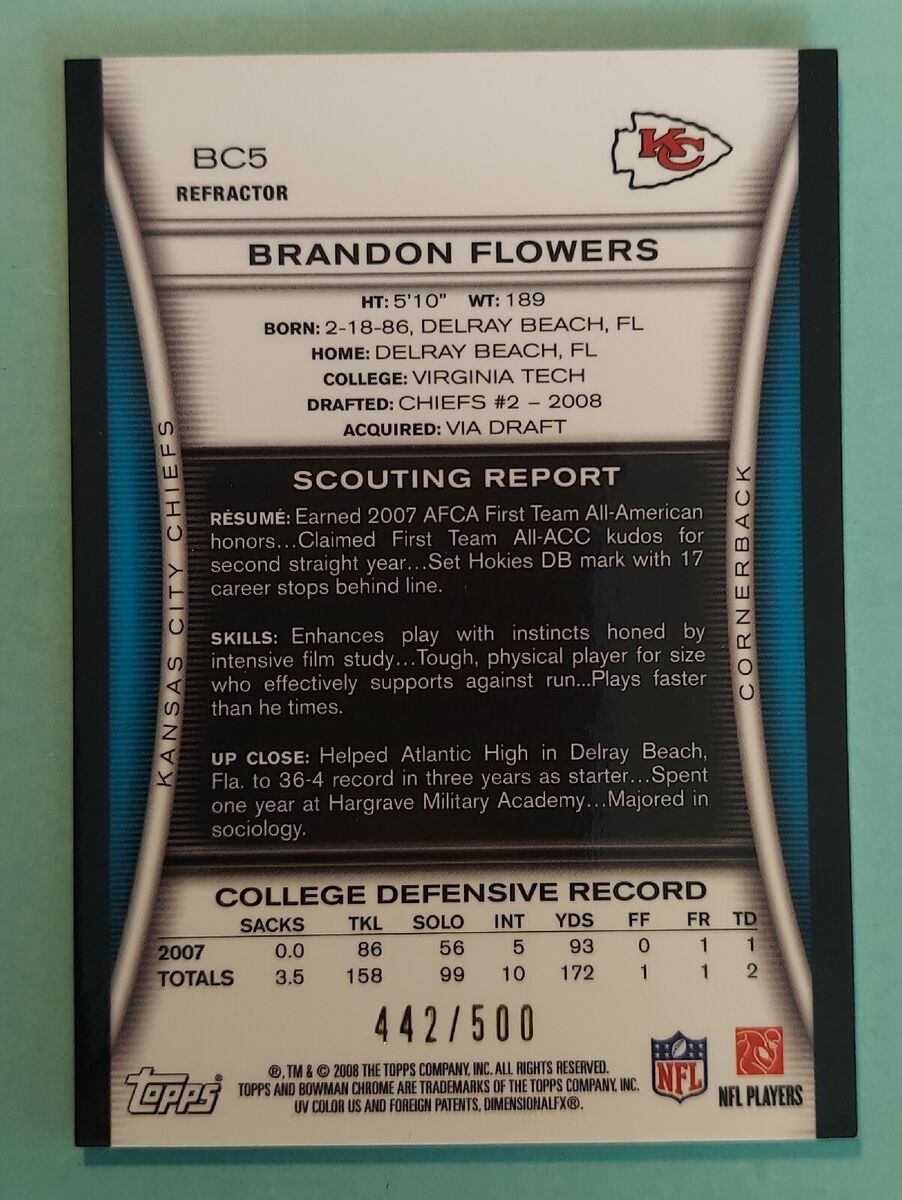 BC5
REFRACTOR
KC
BRANDON FLOWERS
HT: 5'10" WT: 189
BORN: 2-18-86, DELRAY BEACH, FL
HOME: DELRAY BEACH, FL
COLLEGE: VIRGINIA TECH
DRAFTED: CHIEFS #2 – 2008
ACQUIRED: VIA DRAFT
KANSAS CITY CHIEFS
CORNERBACK
SCOUTING REPORT
RÉSUMÉ: Earned 2007 AFCA First Team All-American
honors...Claimed First Team All-ACC kudos for
second straight year...Set Hokies DB mark with 17
career stops behind line.
SKILLS: Enhances play with instincts honed by
intensive film study...Tough, physical player for size
who effectively supports against run...Plays faster
than he times.
UP CLOSE: Helped Atlantic High in Delray Beach,
Fla. to 36-4 record in three years as starter...Spent
one year at Hargrave Military Academy...Majored in
sociology.
COLLEGE DEFENSIVE RECORD
SACKS TKL SOLO INT YDS FF FR TD
2007 0.0 86 56 5 93 0 1 1
TOTALS 3.5 158 99 10 172 1 1 2
442/500
Topps®
®, TM & © 2008 THE TOPPS COMPANY, INC. ALL RIGHTS RESERVED.
TOPPS AND BOWMAN CHROME ARE TRADEMARKS OF THE TOPPS COMPANY, INC.
UV COLOR US AND FOREIGN PATENTS, DIMENSIONALFX®.
NFL
NFL PLAYERS